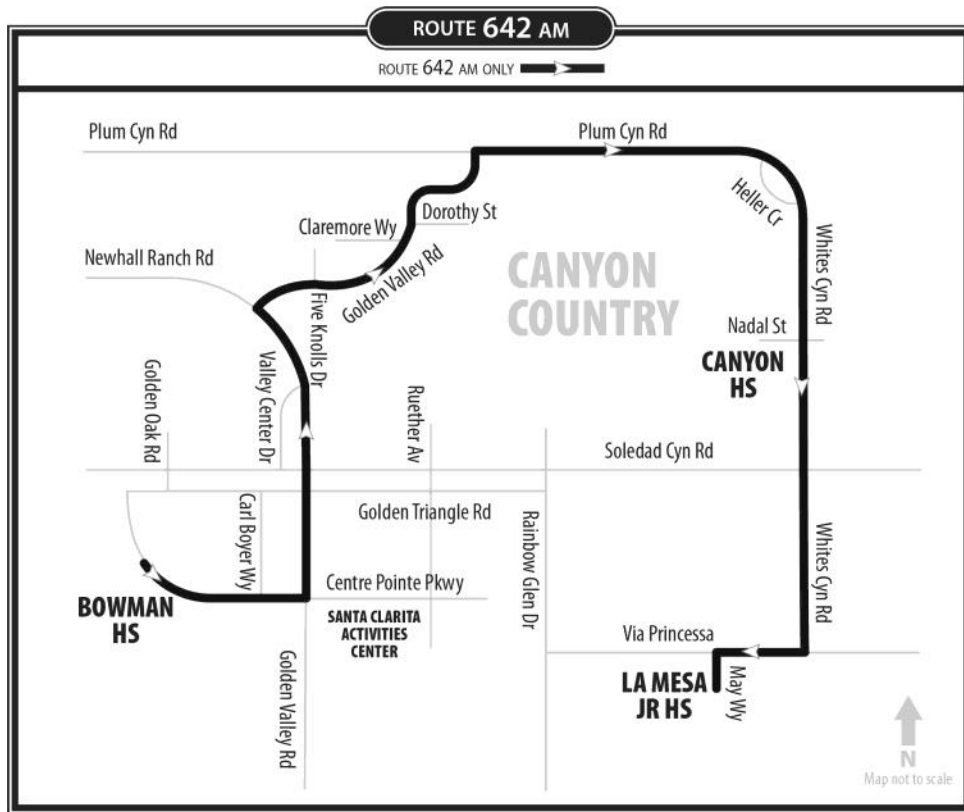 ROUTE 642 AM
ROUTE 642 AM ONLY
Plum Cyn Rd
Plum Cyn Rd
Heller Cr
Dorothy St
Claremore Wy
Newhall Ranch Rd
Golden Valley Rd
CANYON
COUNTRY
Whites Cyn Rd
Five Knolls Dr
Nadal St
CANYON
HS
Golden Oak Rd
Valley Center Dr
Ruether Av
Soledad Cyn Rd
Carl Boyer Wy
Golden Triangle Rd
Rainbow Glen Dr
Whites Cyn Rd
Centre Pointe Pkwy
BOWMAN
HS
SANTA CLARITA
ACTIVITIES
CENTER
Via Princessa
Golden Valley Rd
LA MESA
JR HS
May Wy
N
Map not to scale